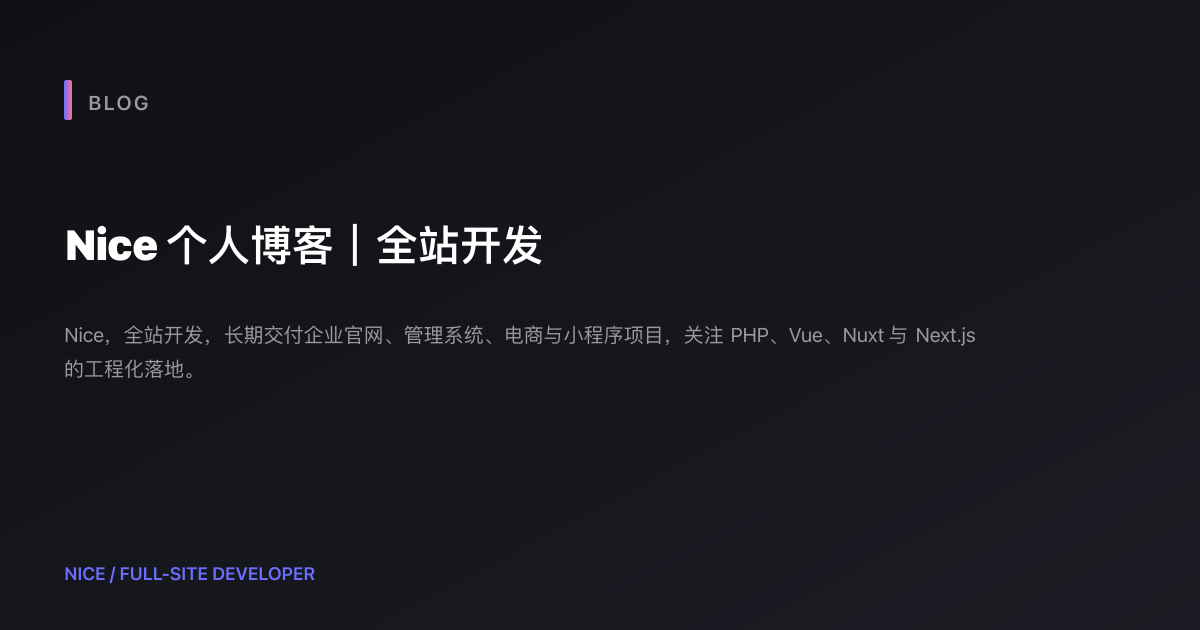 BLOG
Nice 个人博客｜全站开发
Nice，全站开发，长期交付企业官网、管理系统、电商与小程序项目，关注 PHP、Vue、Nuxt 与 Next.js
的工程化落地。
NICE / FULL-SITE DEVELOPER